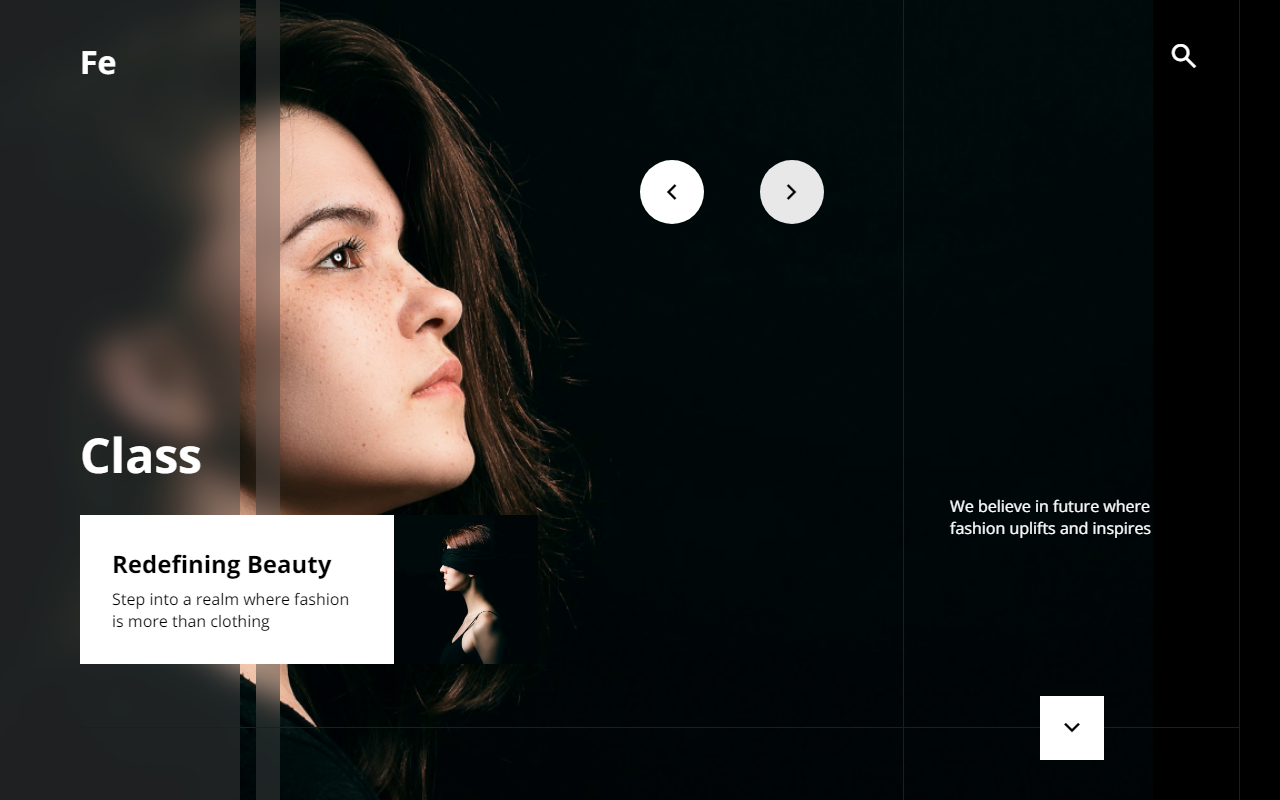 Fe
Class
Redefining Beauty
Step into a realm where fashion
is more than clothing
We believe in future where
fashion uplifts and inspires